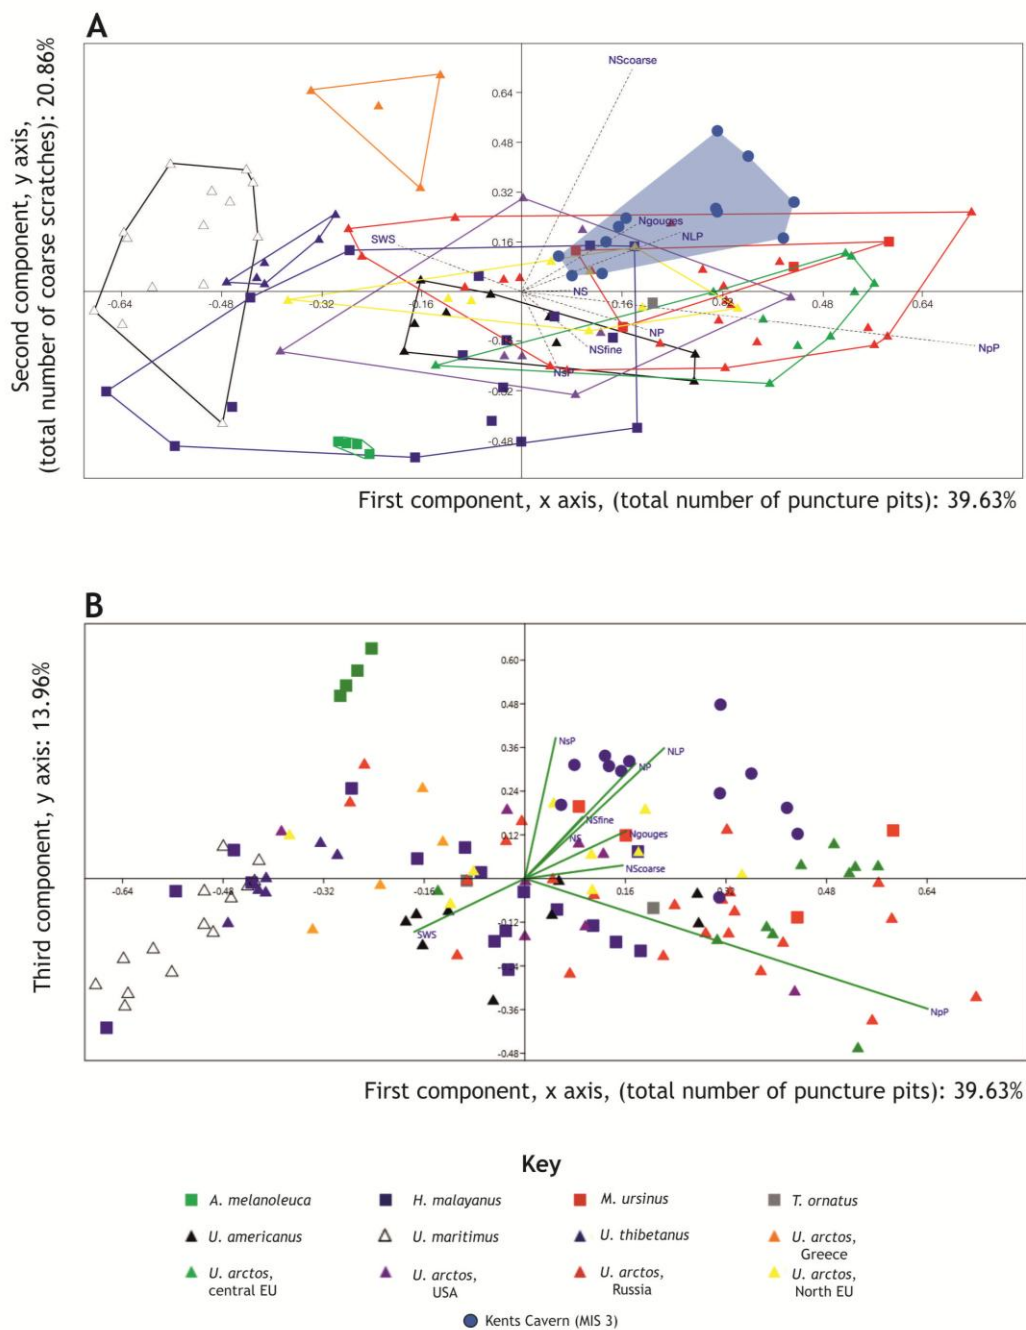 A
Second component, y axis,
(total number of coarse scratches): 20.86%
NScoarse
0.64
0.48
0.32
0.16
Ngouges
NLP
SWS
NS
-0.64
-0.48
-0.32
-0.16
0.16
0.32
0.48
0.64
NP
NSfine
NpP
NsP
-0.48
First component, x axis, (total number of puncture pits): 39.63%
B
Third component, y axis: 13.96%
0.60
0.48
0.36
0.24
0.12
NsP
NLP
NP
NSfine
NS
Ngouges
NScoarse
-0.64
-0.48
-0.32
-0.16
0.16
0.32
0.48
0.64
-0.12
SWS
-0.24
-0.36
NpP
-0.48
First component, x axis, (total number of puncture pits): 39.63%
Key
A. melanoleuca
H. malayanus
M. ursinus
T. ornatus
U. americanus
U. maritimus
U. thibetanus
U. arctos,
Greece
U. arctos,
central EU
U. arctos,
USA
U. arctos,
Russia
U. arctos,
North EU
Kents Cavern (MIS 3)